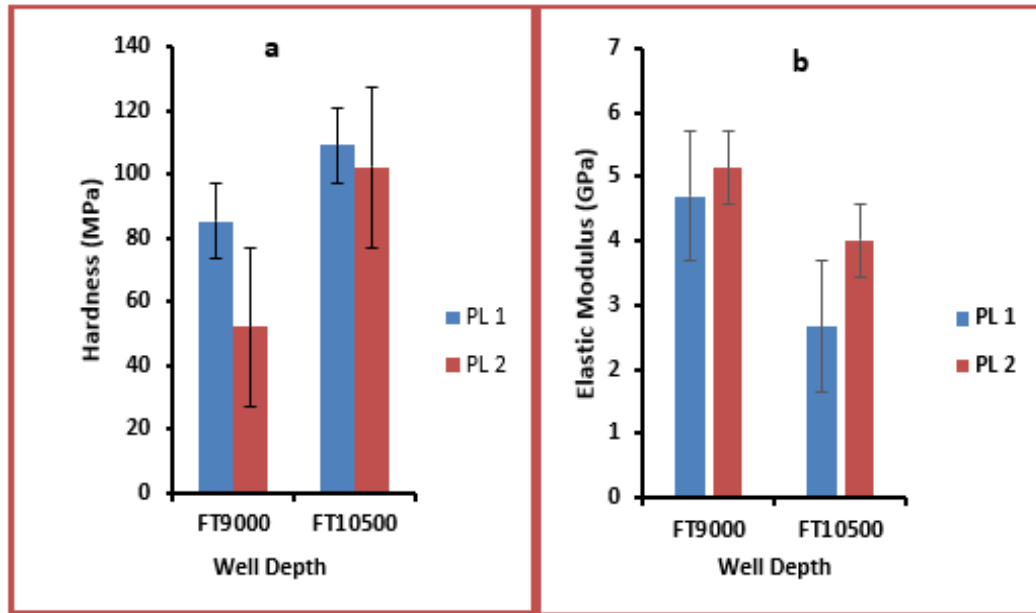 a
140
120
100
80
60
40
20
0
Hardness (MPa)
FT9000 FT10500
Well Depth
PL 1
PL 2
b
7
6
5
4
3
2
1
0
Elastic Modulus (GPa)
FT9000 FT10500
Well Depth
PL 1
PL 2